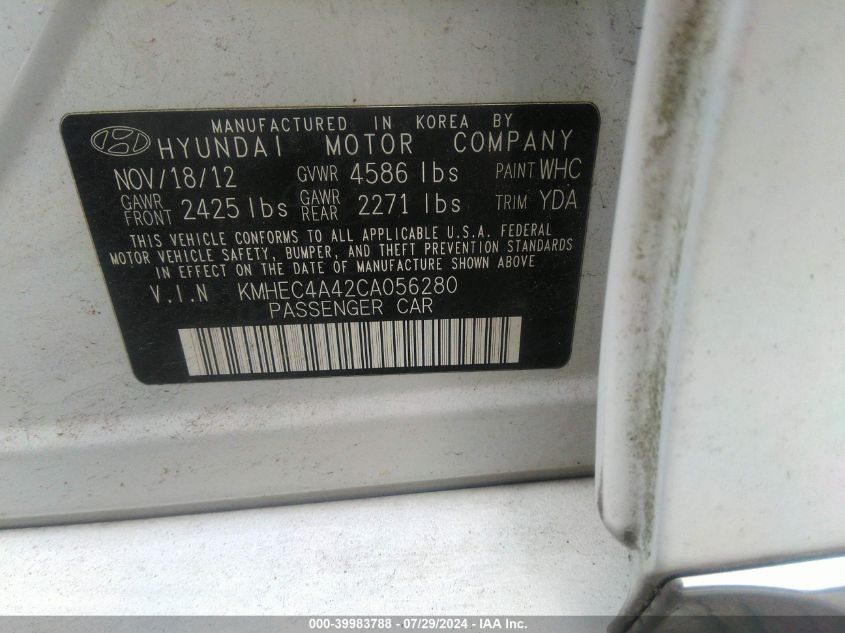 MANUFACTURED IN KOREA BY
HYUNDAI MOTOR COMPANY
NOV/18/12 GVWR 4586 lbs PAINT WHC
GAWR FRONT 2425 lbs GAWR REAR 2271 lbs TRIM YDA
THIS VEHICLE CONFORMS TO ALL APPLICABLE U.S.A. FEDERAL
MOTOR VEHICLE SAFETY, BUMPER, AND THEFT PREVENTION STANDARDS
IN EFFECT ON THE DATE OF MANUFACTURE SHOWN ABOVE
V.I.N KMHEC4A42CA056280
PASSENGER CAR
000-39983788 - 07/29/2024 - IAA Inc.